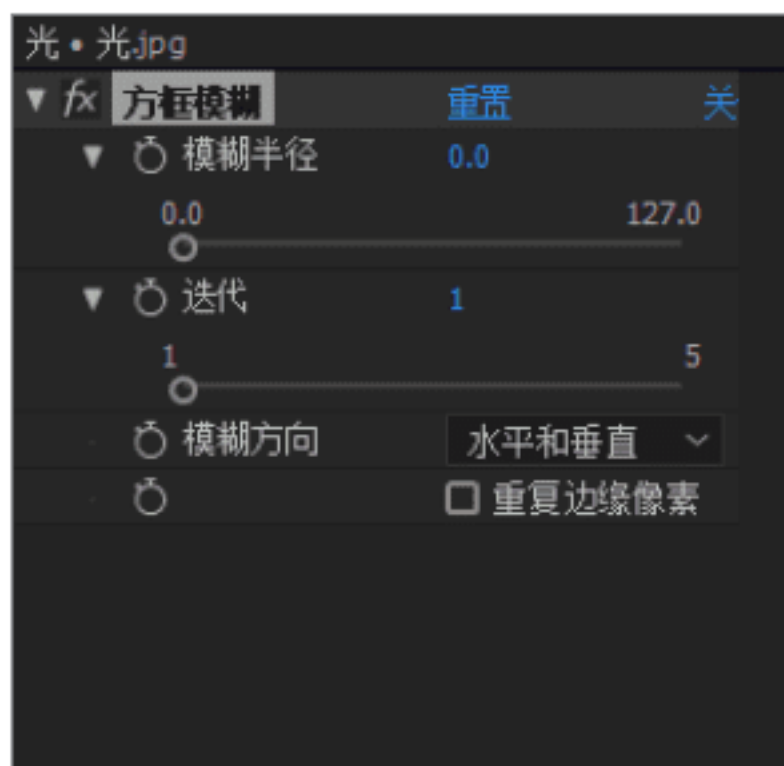 光•光.jpg
fx 方框模糊 重置 关
模糊半径 0.0
0.0 127.0
迭代 1
1 5
模糊方向 水平和垂直
重复边缘像素